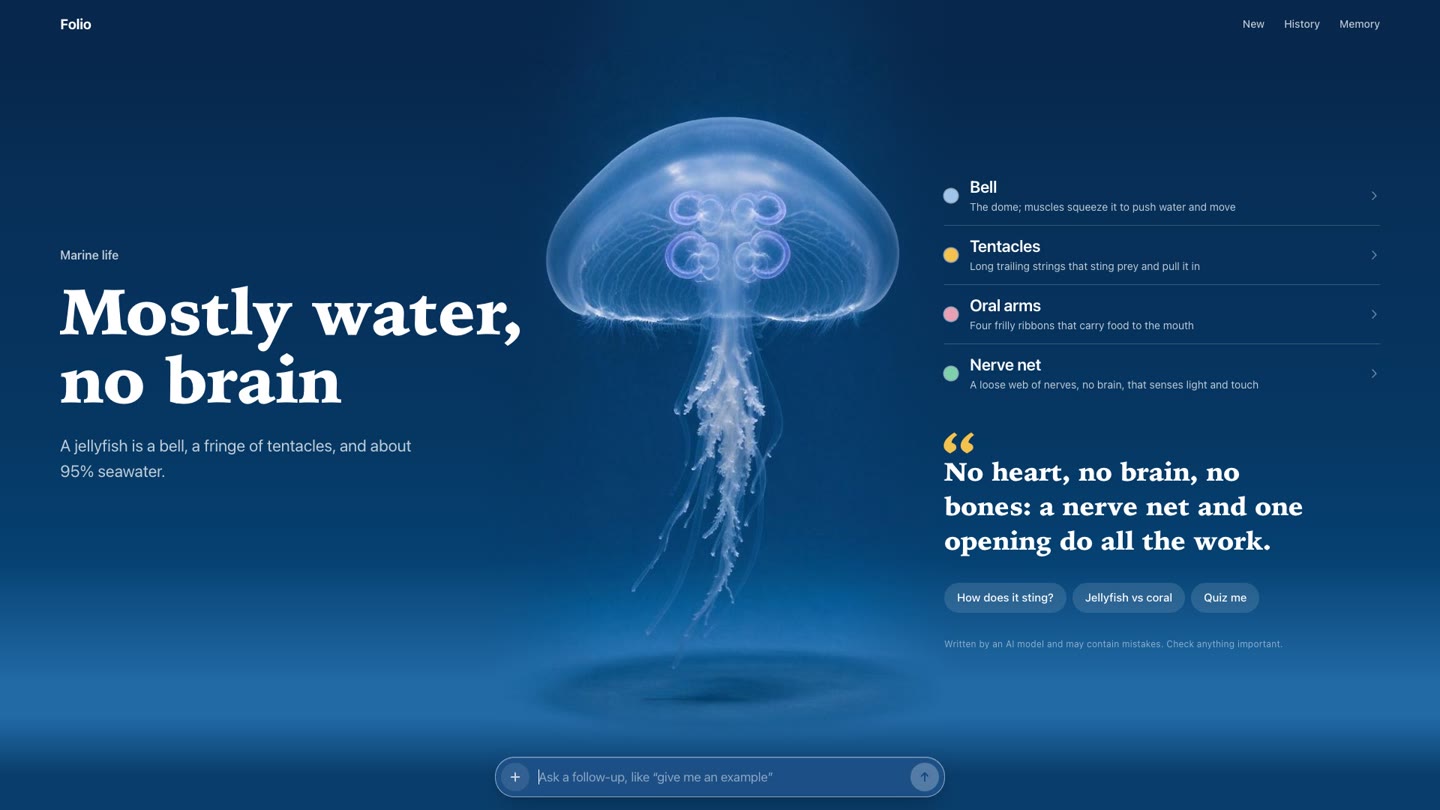 Folio
New
History
Memory
Marine life
Mostly water,
no brain
A jellyfish is a bell, a fringe of tentacles, and about
95% seawater.
Bell
The dome; muscles squeeze it to push water and move
Tentacles
Long trailing strings that sting prey and pull it in
Oral arms
Four frilly ribbons that carry food to the mouth
Nerve net
A loose web of nerves, no brain, that senses light and touch
“
No heart, no brain, no
bones: a nerve net and one
opening do all the work.
How does it sting?
Jellyfish vs coral
Quiz me
Written by an AI model and may contain mistakes. Check anything important.
Ask a follow-up, like “give me an example”